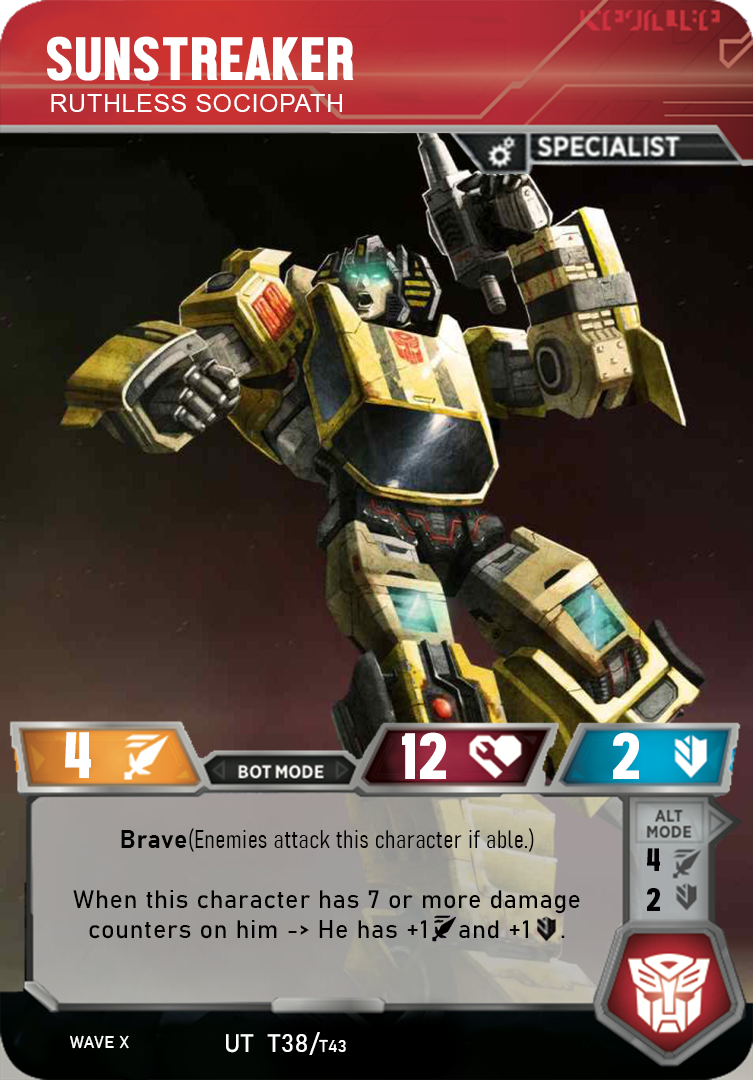 SUNSTREAKER
RUTHLESS SOCIOPATH
SPECIALIST
4
BOT MODE
12
2
Brave(Enemies attack this character if able.)
When this character has 7 or more damage
counters on him -> He has +1 and +1 .
ALT
MODE
4
2
WAVE X
UT T38/T43